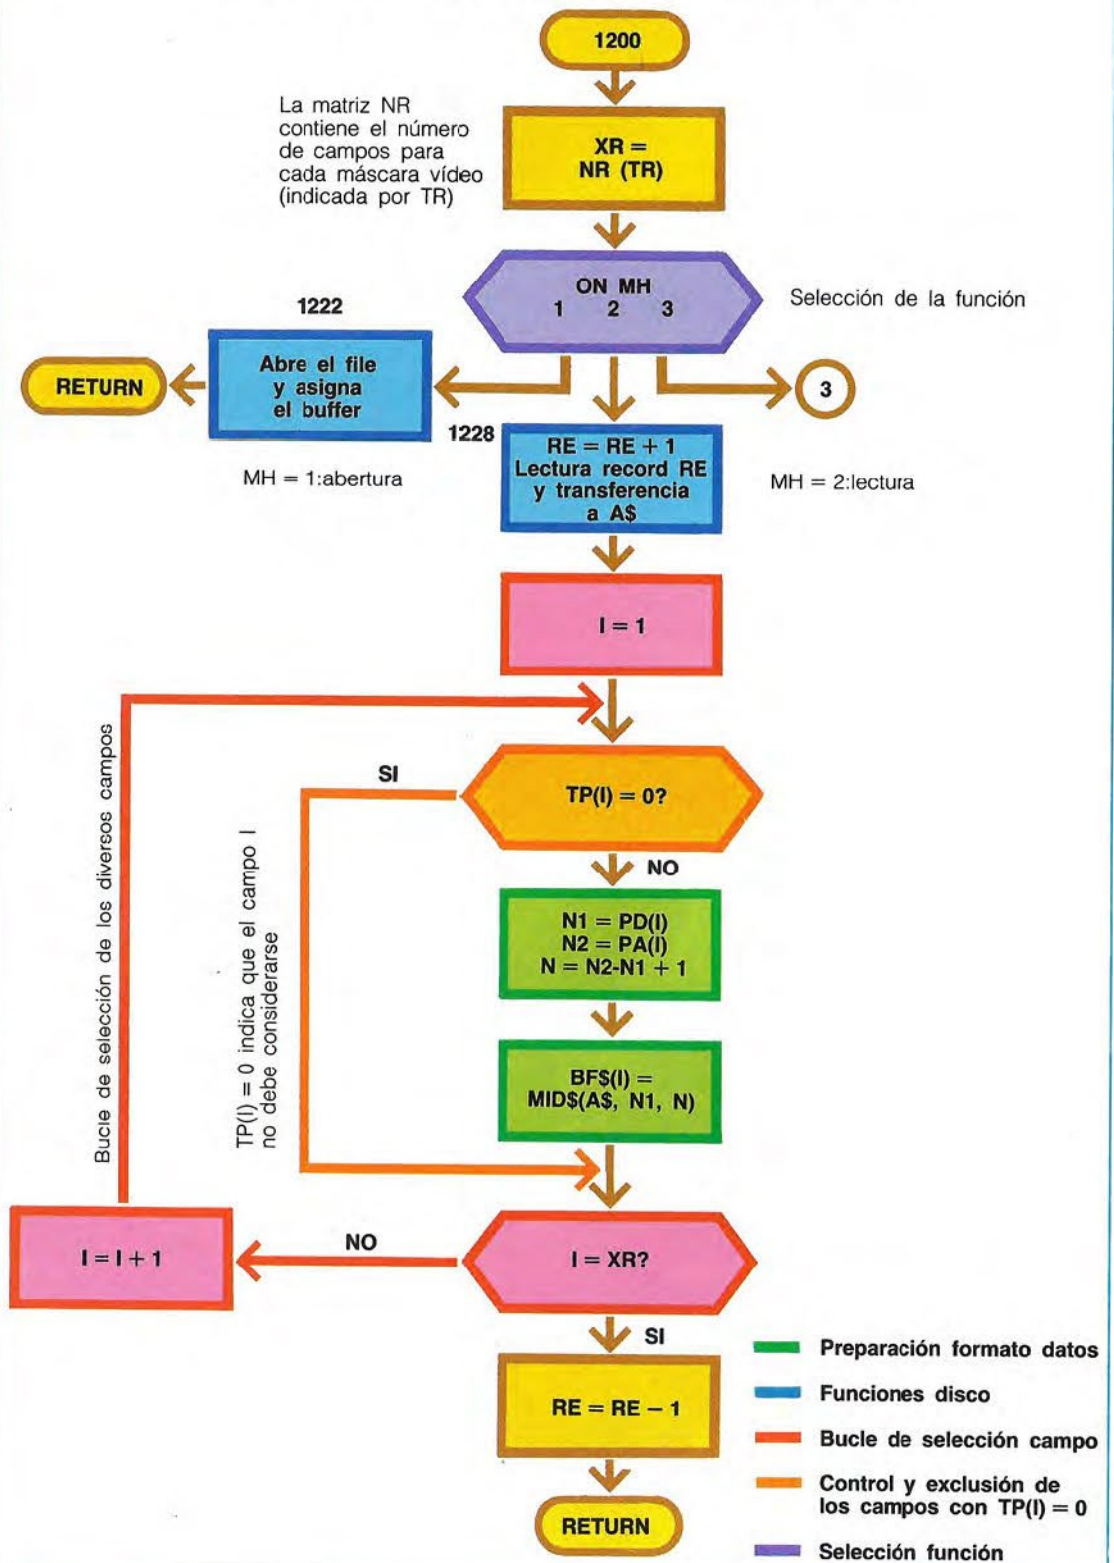 1200
La matriz NR
contiene el número
de campos para
cada máscara vídeo
(indicada por TR)
XR =
NR (TR)
ON MH
1 2 3
Selección de la función
1222
Abre el file
y asigna
el buffer
RETURN
3
1228
RE = RE + 1
Lectura record RE
y transferencia
a A$
MH = 1:abertura
MH = 2:lectura
I = 1
Bucle de selección de los diversos campos
SI
TP(I) = 0?
NO
TP(I) = 0 indica que el campo I
no debe considerarse
N1 = PD(I)
N2 = PA(I)
N = N2-N1 + 1
BF$(I) =
MID$(A$, N1, N)
I = I + 1
NO
I = XR?
SI
RE = RE – 1
RETURN
Preparación formato datos
Funciones disco
Bucle de selección campo
Control y exclusión de
los campos con TP(I) = 0
Selección función